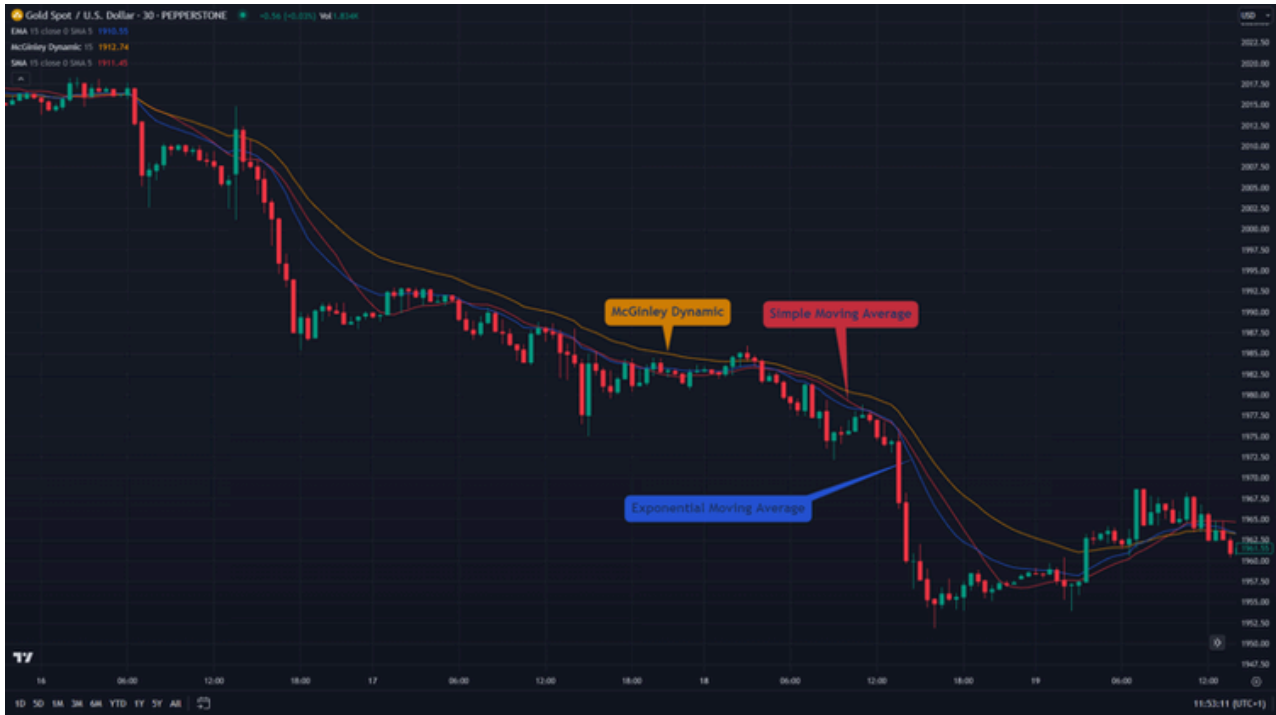 Gold Spot / U.S. Dollar · 30 · PEPPERSTONE +0.56 (+0.03%) Vol 1.834K
EMA 15 close 0 SMA 5 1910.55
McGinley Dynamic 15 1912.74
SMA 15 close 0 SMA 5 1911.45
USD
2022.50
2020.00
2017.50
2015.00
2012.50
2010.00
2007.50
2005.00
2002.50
2000.00
1997.50
1995.00
1992.50
1990.00
1987.50
1985.00
1982.50
1980.00
1977.50
1975.00
1972.50
1970.00
1967.50
1965.00
1962.50
1961.55
1960.00
1957.50
1955.00
1952.50
1950.00
1947.50
McGinley Dynamic
Simple Moving Average
Exponential Moving Average
16 06:00 12:00 18:00 17 06:00 12:00 18:00 18 06:00 12:00 18:00 19 06:00 12:00
1D 5D 1M 3M 6M YTD 1Y 5Y All
11:53:11 (UTC+1)